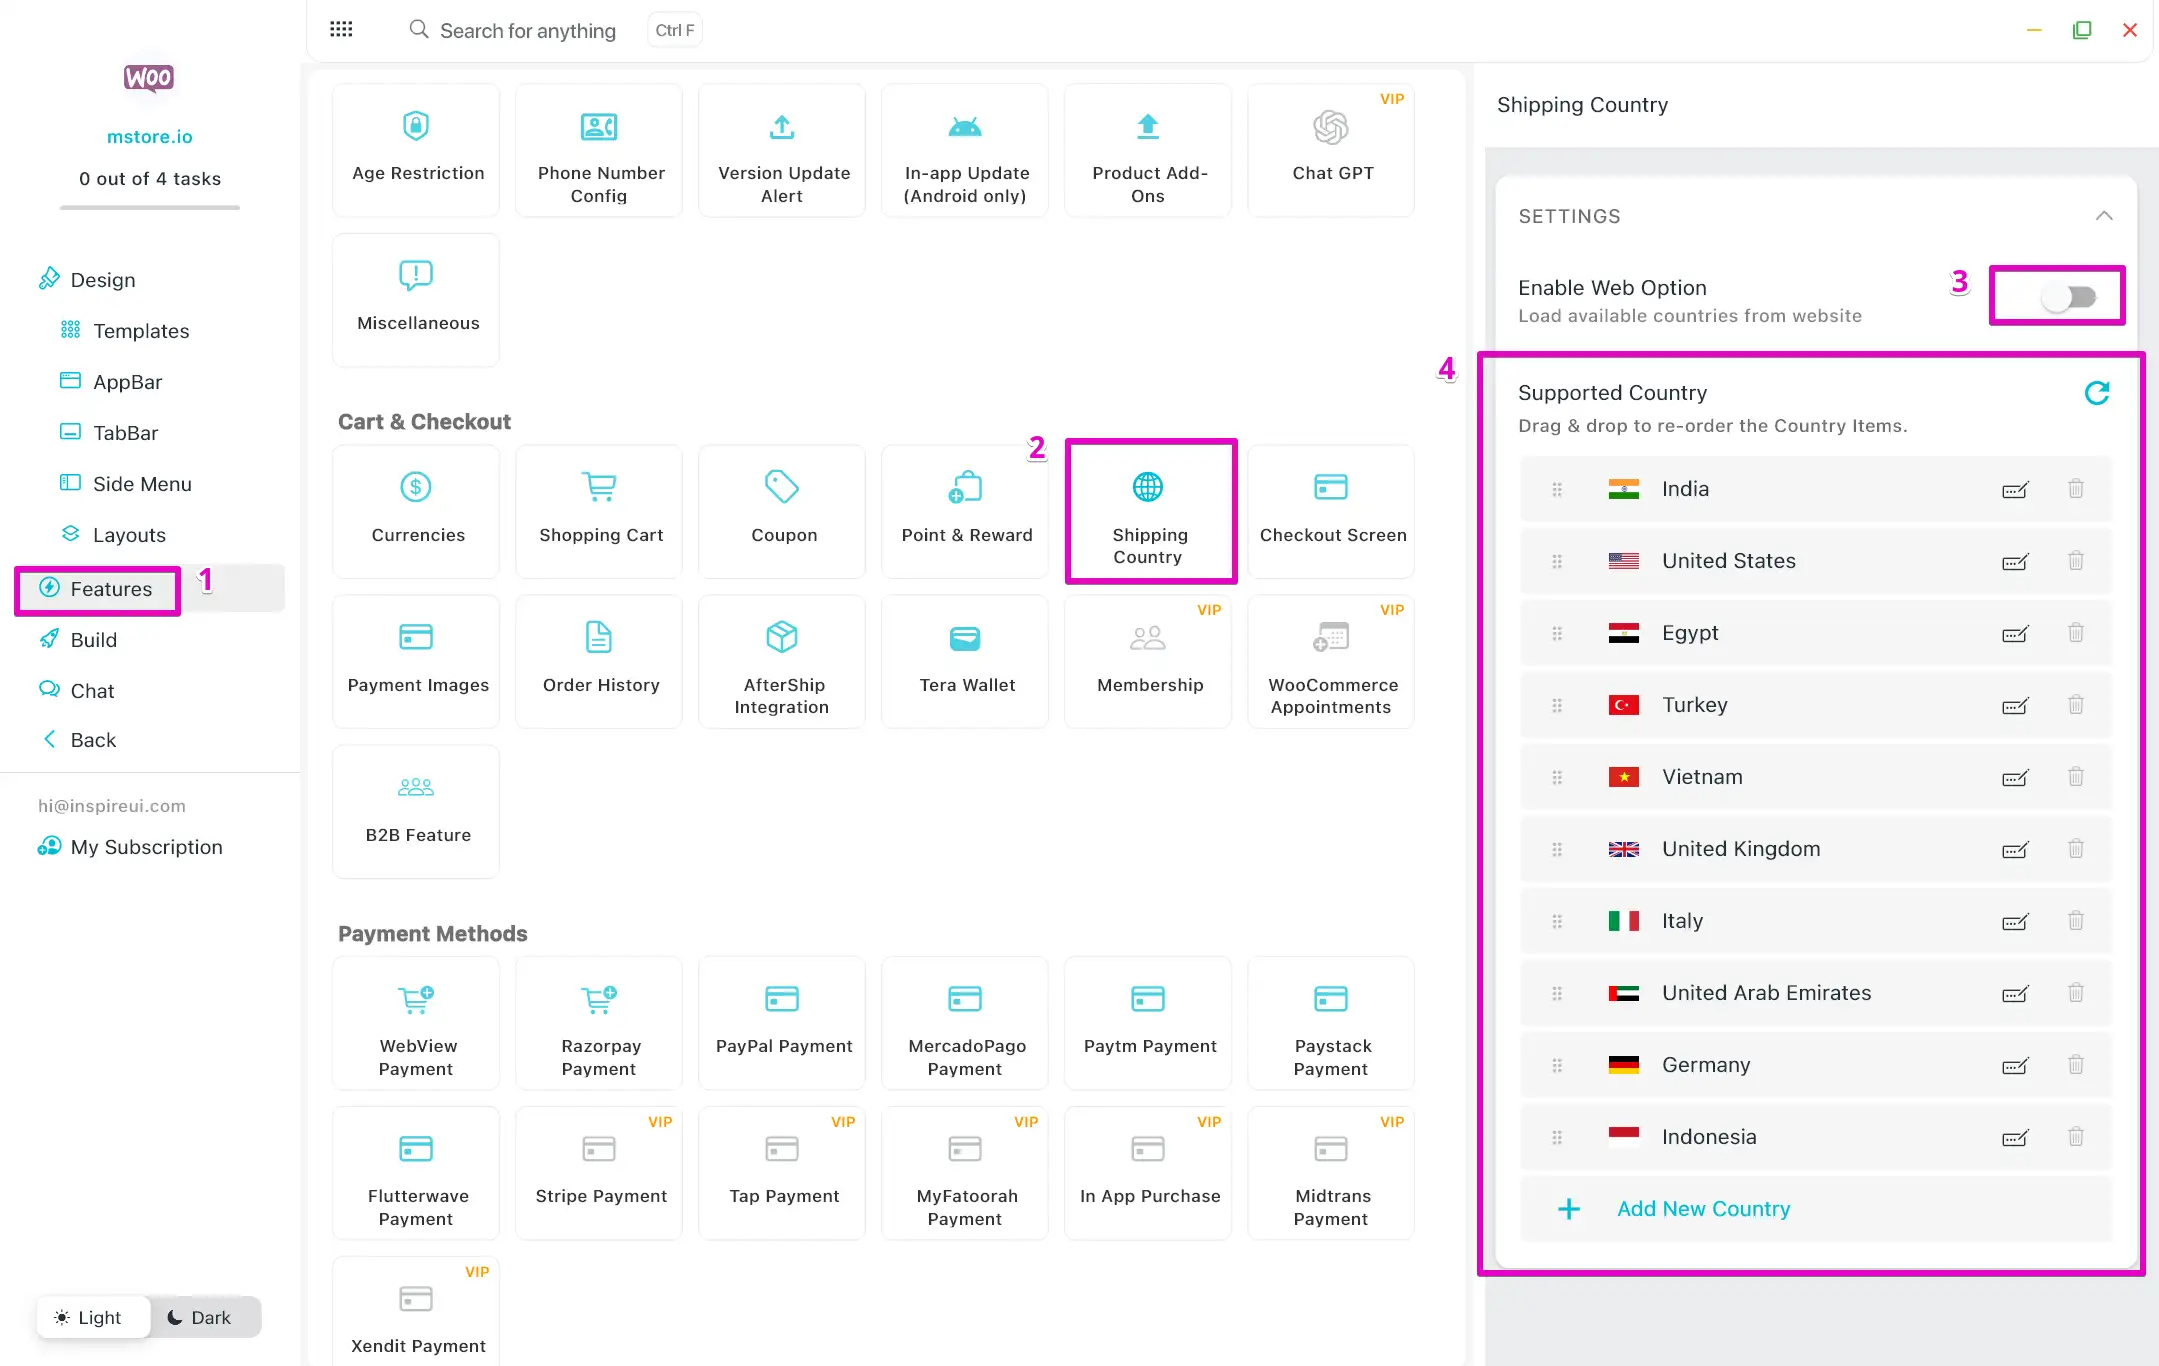 Search for anything
Ctrl F
WOO
mstore.io
0 out of 4 tasks
Design
Templates
AppBar
TabBar
Side Menu
Layouts
Features
1
Build
Chat
Back
hi@inspireui.com
My Subscription
Light
Dark
Age Restriction
Phone Number
Config
Version Update
Alert
In-app Update
(Android only)
Product Add-
Ons
VIP
Chat GPT
Miscellaneous
Cart & Checkout
Currencies
Shopping Cart
Coupon
Point & Reward
2
Shipping
Country
Checkout Screen
Payment Images
Order History
AfterShip
Integration
Tera Wallet
VIP
Membership
VIP
WooCommerce
Appointments
B2B Feature
Payment Methods
WebView
Payment
Razorpay
Payment
PayPal Payment
MercadoPago
Payment
Paytm Payment
Paystack
Payment
Flutterwave
Payment
VIP
Stripe Payment
VIP
Tap Payment
VIP
MyFatoorah
Payment
VIP
In App Purchase
VIP
Midtrans
Payment
VIP
Xendit Payment
Shipping Country
SETTINGS
Enable Web Option
Load available countries from website
3
4
Supported Country
Drag & drop to re-order the Country Items.
India
United States
Egypt
Turkey
Vietnam
United Kingdom
Italy
United Arab Emirates
Germany
Indonesia
Add New Country